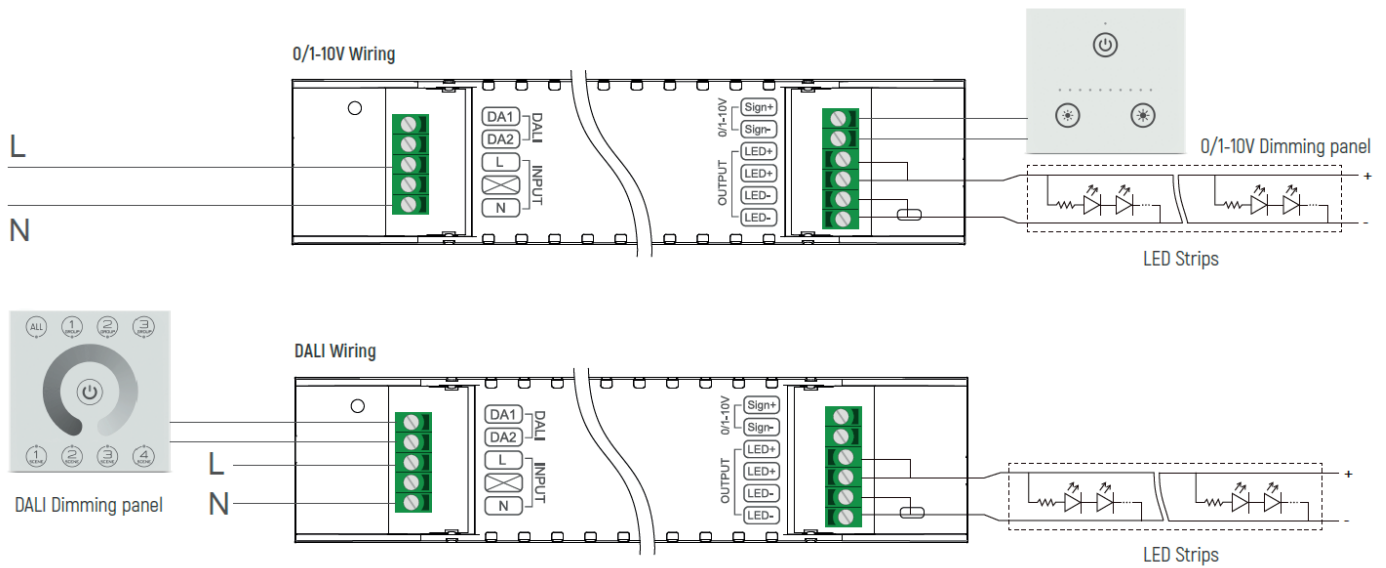 0/1-10V Wiring
L
N
DA1
DA2
DALI
L
N
INPUT
0/1-10V
Sign+
Sign-
OUTPUT
LED+
LED+
LED-
LED-
0/1-10V Dimming panel
+
-
LED Strips
ALL
1 GROUP
2 GROUP
3 GROUP
1 SCENE
2 SCENE
3 SCENE
4 SCENE
DALI Dimming panel
DALI Wiring
L
N
DA1
DA2
DALI
L
N
INPUT
0/1-10V
Sign+
Sign-
OUTPUT
LED+
LED+
LED-
LED-
+
-
LED Strips